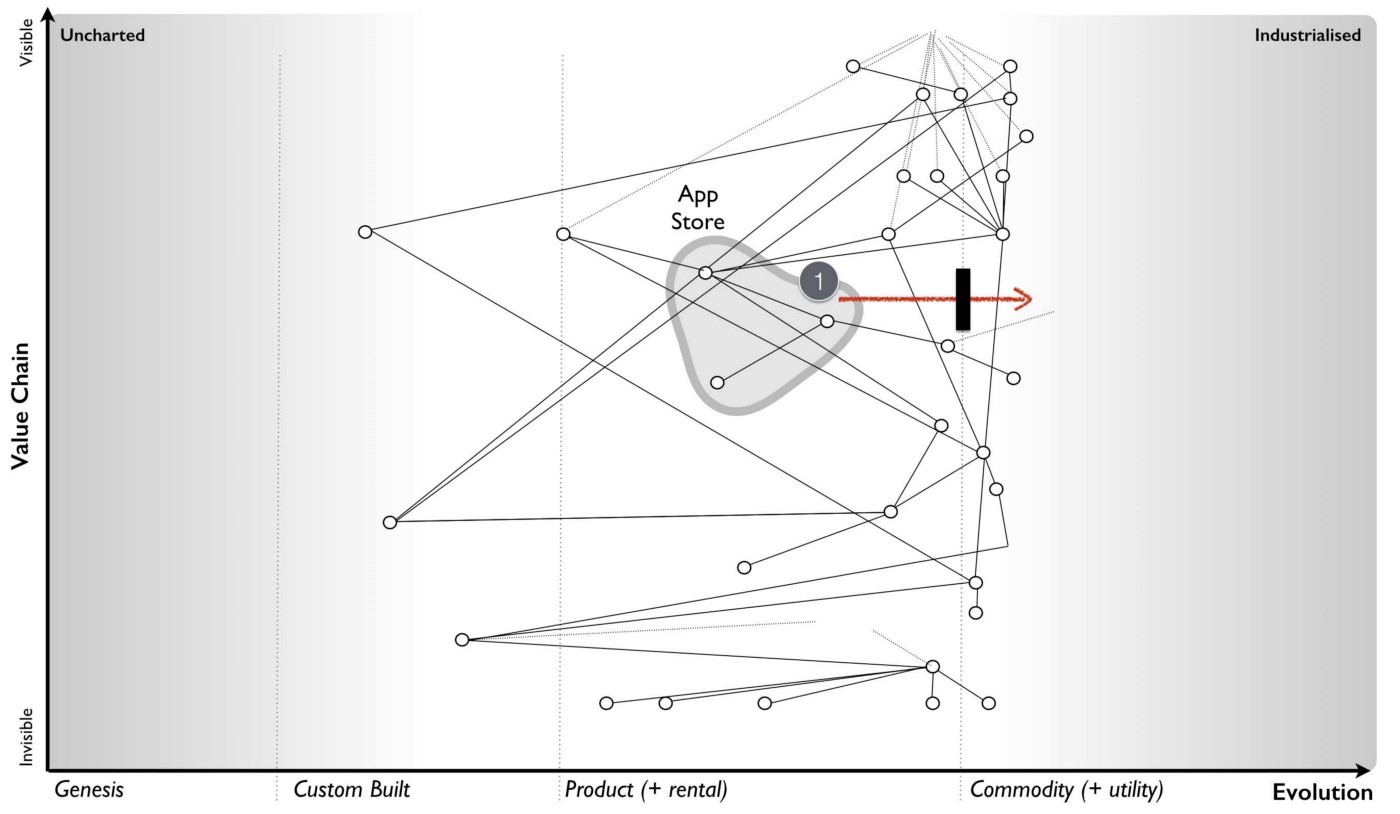 Visible
Uncharted
Industrialised
App
Store
1
Value Chain
Invisible
Genesis
Custom Built
Product (+ rental)
Commodity (+ utility)
Evolution